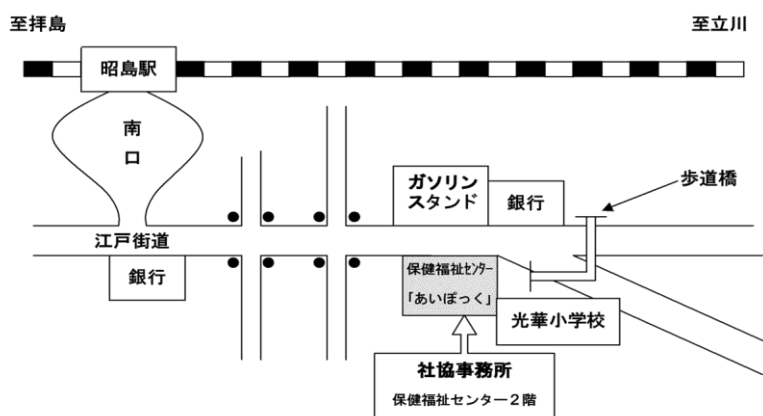 至拝島
至立川
昭島駅
南
口
ガソリン
スタンド
銀行
歩道橋
江戸街道
銀行
保健福祉センター
「あいぽっく」
光華小学校
社協事務所
保健福祉センター２階